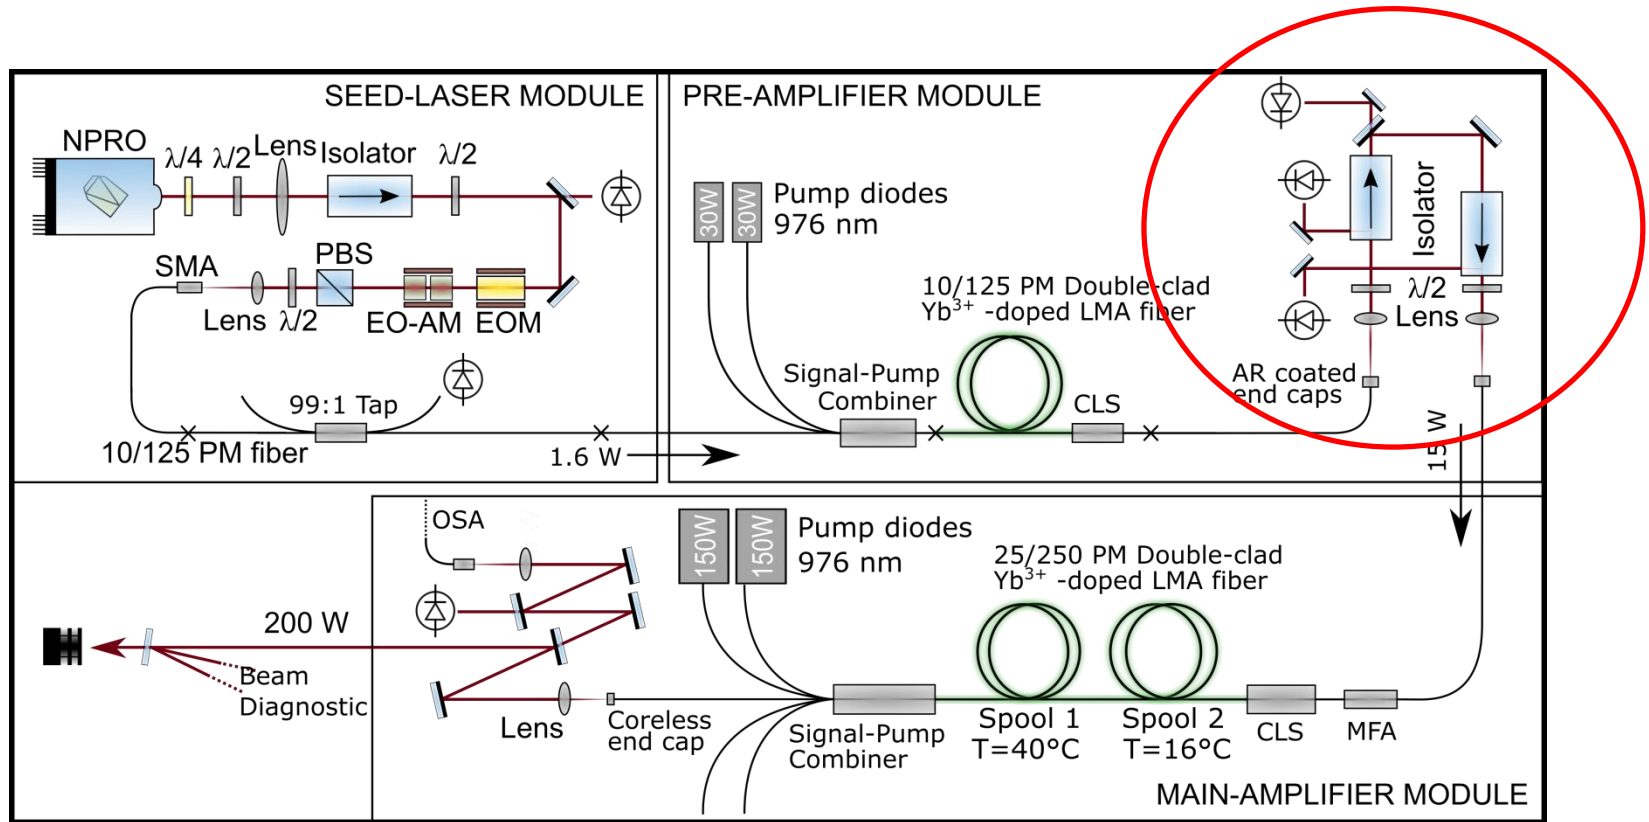 SEED-LASER MODULE
NPRO
λ/4
λ/2
Lens
Isolator
λ/2
SMA
PBS
Lens
λ/2
EO-AM
EOM
99:1 Tap
10/125 PM fiber
1.6 W
PRE-AMPLIFIER MODULE
30W
30W
Pump diodes
976 nm
10/125 PM Double-clad
Yb³⁺ -doped LMA fiber
Signal-Pump
Combiner
CLS
Isolator
λ/2
Lens
AR coated
end caps
15 W
OSA
150W
150W
Pump diodes
976 nm
25/250 PM Double-clad
Yb³⁺ -doped LMA fiber
200 W
Beam
Diagnostic
Lens
Coreless
end cap
Signal-Pump
Combiner
Spool 1
T=40°C
Spool 2
T=16°C
CLS
MFA
MAIN-AMPLIFIER MODULE